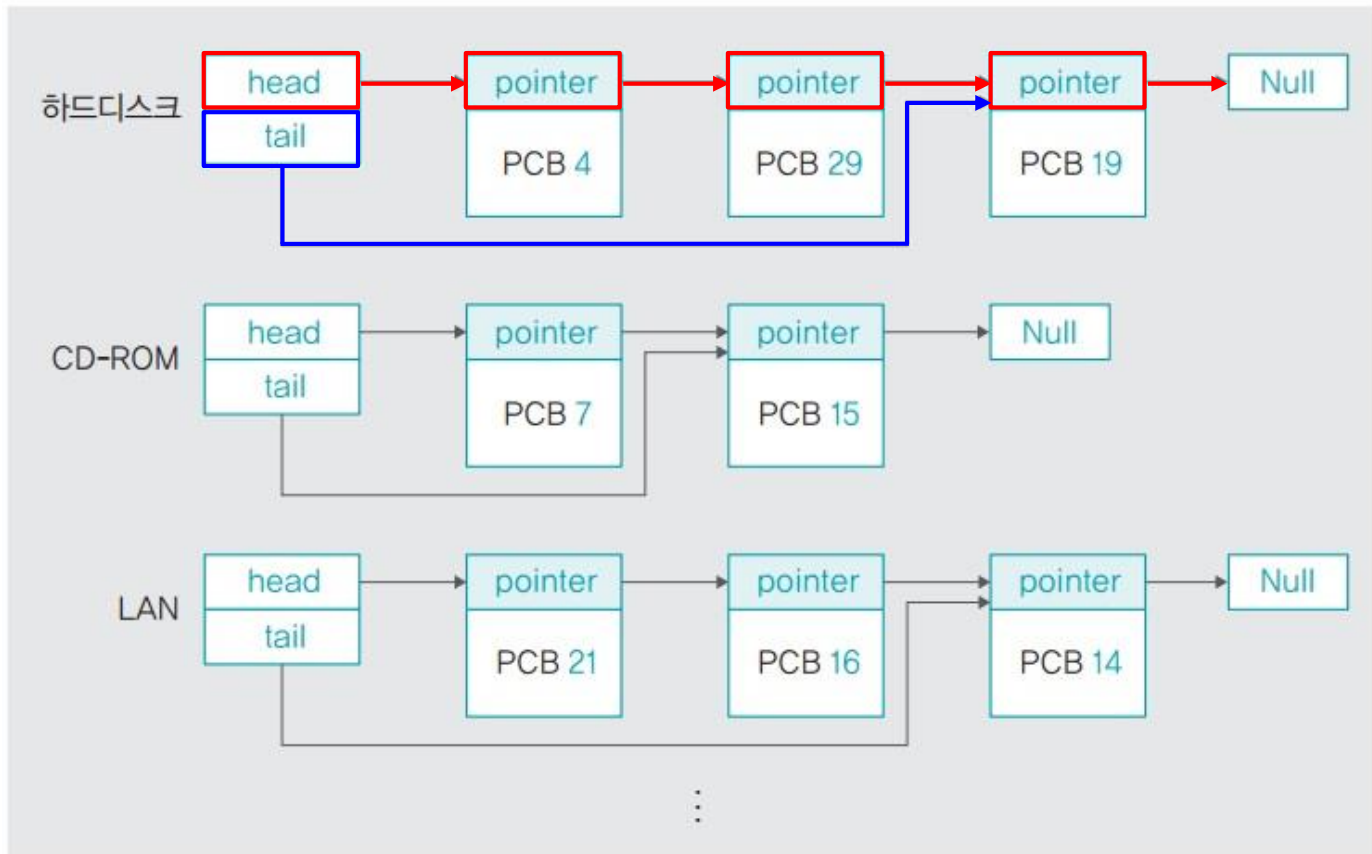 head pointer pointer pointer Null
하드디스크
tail
PCB 4 PCB 29 PCB 19
head pointer pointer Null
CD-ROM
tail
PCB 7 PCB 15
head pointer pointer pointer Null
LAN
tail
PCB 21 PCB 16 PCB 14
⋮